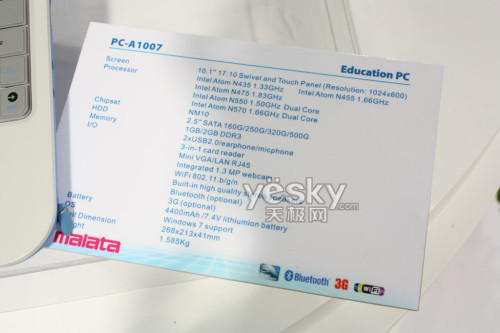 PC-A1007 Education PC
Screen 10.1" 17:10 Swivel and Touch Panel (Resolution: 1024x600)
Processor Intel Atom N435 1.33GHz Intel Atom N455 1.66GHz
Intel Atom N475 1.83GHz
Intel Atom N550 1.50GHz Dual Core
Intel Atom N570 1.66GHz Dual Core
Chipset NM10
HDD 2.5" SATA 160G/250G/320G/500G
Memory 1GB/2GB DDR3
I/O 2xUSB2.0/earphone/micphone
3-in-1 card reader
Mini VGA/LAN RJ45
Integrated 1.3 MP webcam
WiFi 802.11.b/g/n
Built-in high quality
Bluetooth (optional)
3G (optional)
Battery 4400mAh/7.4V lithiumion battery
OS Windows 7 support
Dimension 268x213x41mm
1.585Kg
malata
Bluetooth 3G WiFi
yesky
天极网.com